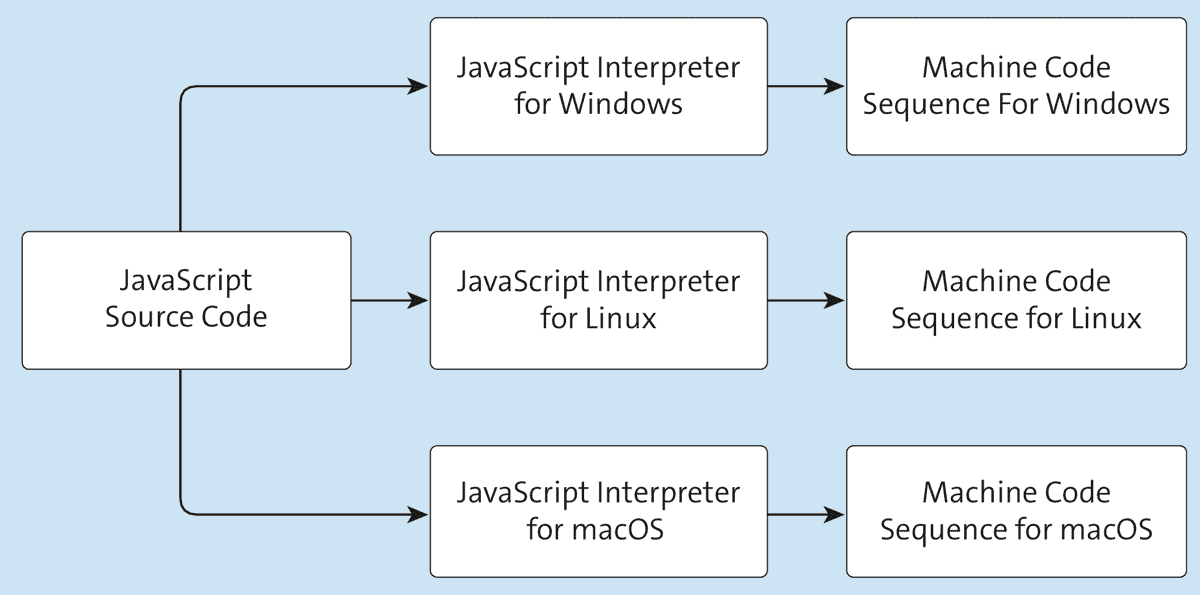 JavaScript Interpreter
for Windows
Machine Code
Sequence For Windows
JavaScript
Source Code
JavaScript Interpreter
for Linux
Machine Code
Sequence for Linux
JavaScript Interpreter
for macOS
Machine Code
Sequence for macOS